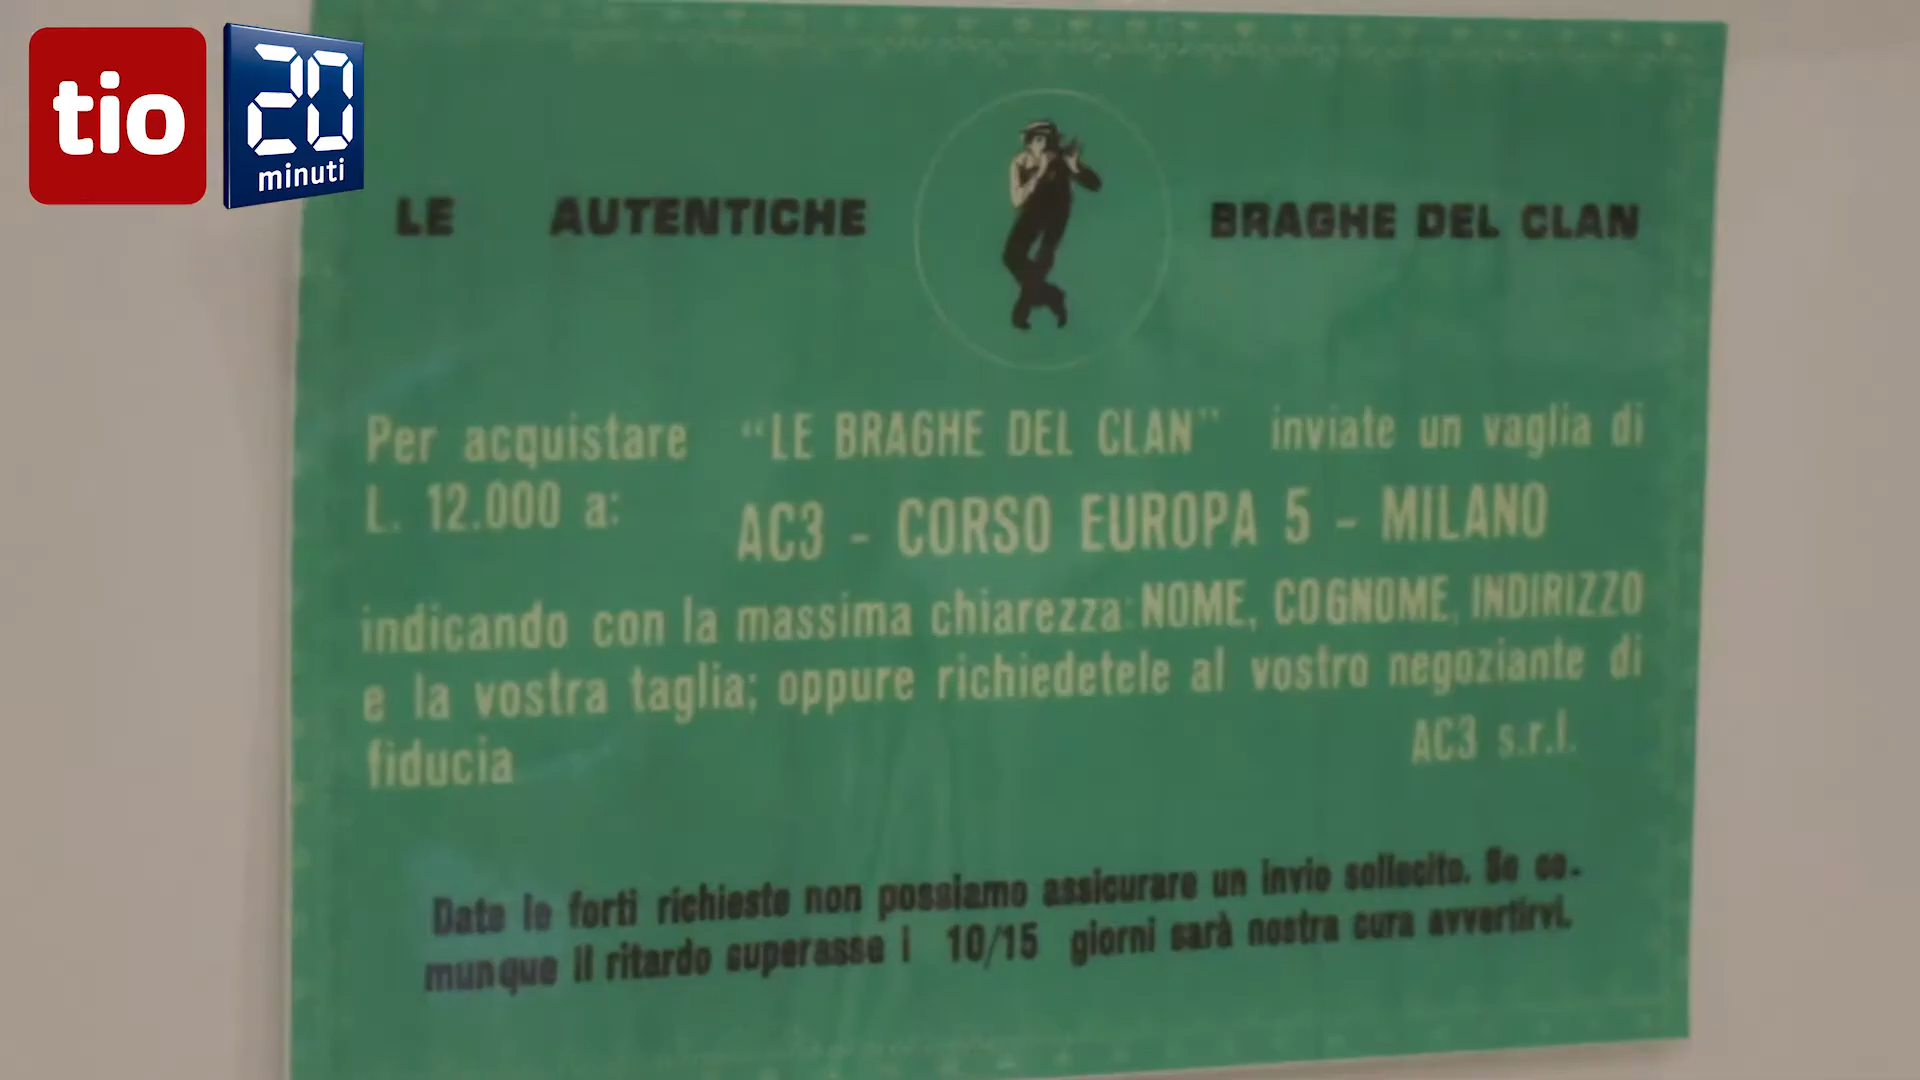 tio
20
minuti
LE AUTENTICHE BRAGHE DEL CLAN
Per acquistare "LE BRAGHE DEL CLAN" inviate un vaglia di
L. 12.000 a: AC3 - CORSO EUROPA 5 - MILANO
indicando con la massima chiarezza: NOME, COGNOME, INDIRIZZO
e la vostra taglia; oppure richiedetele al vostro negoziante di
fiducia
AC3 s.r.l.
Date le forti richieste non possiamo assicurare un invio sollecito. Se co-
munque il ritardo superasse i 10/15 giorni sarà nostra cura avvertirvi.